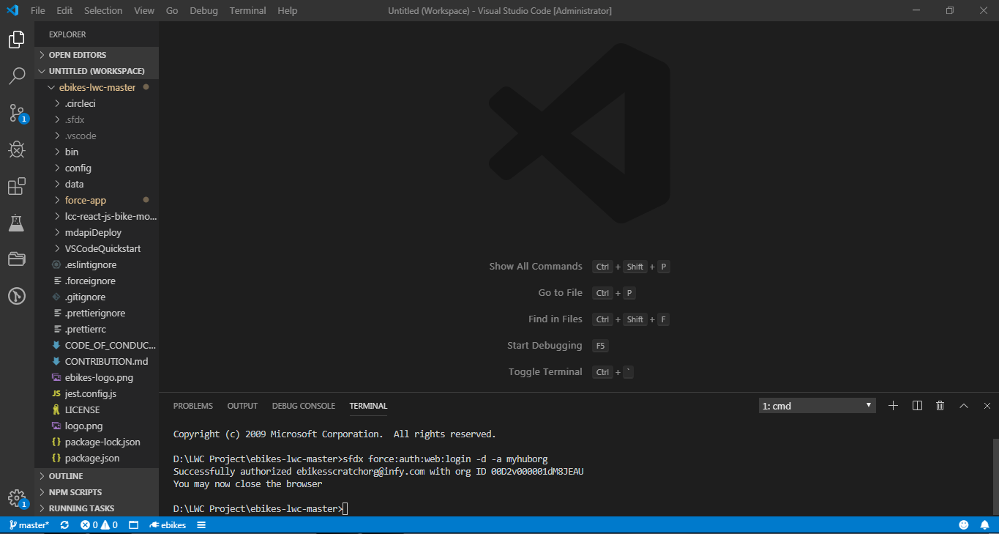 File Edit Selection View Go Debug Terminal Help Untitled (Workspace) - Visual Studio Code [Administrator]
EXPLORER
OPEN EDITORS
UNTITLED (WORKSPACE)
ebikes-lwc-master
.circleci
.sfdx
.vscode
bin
config
data
force-app
lcc-react-js-bike-mo...
mdapiDeploy
VSCodeQuickstart
.eslintignore
.forceignore
.gitignore
.prettierignore
.prettierrc
CODE_OF_CONDUC...
CONTRIBUTION.md
ebikes-logo.png
JS jest.config.js
LICENSE
logo.png
{} package-lock.json
{} package.json
OUTLINE
NPM SCRIPTS
RUNNING TASKS
1
1
Show All Commands Ctrl + Shift + P
Go to File Ctrl + P
Find in Files Ctrl + Shift + F
Start Debugging F5
Toggle Terminal Ctrl + `
PROBLEMS OUTPUT DEBUG CONSOLE TERMINAL 1: cmd
Copyright (c) 2009 Microsoft Corporation.  All rights reserved.
D:\LWC Project\ebikes-lwc-master>sfdx force:auth:web:login -d -a myhuborg
Successfully authorized ebikesscratchorg@infy.com with org ID 00D2v000001dM8JEAU
You may now close the browser
D:\LWC Project\ebikes-lwc-master>
master* 0 0 ebikes